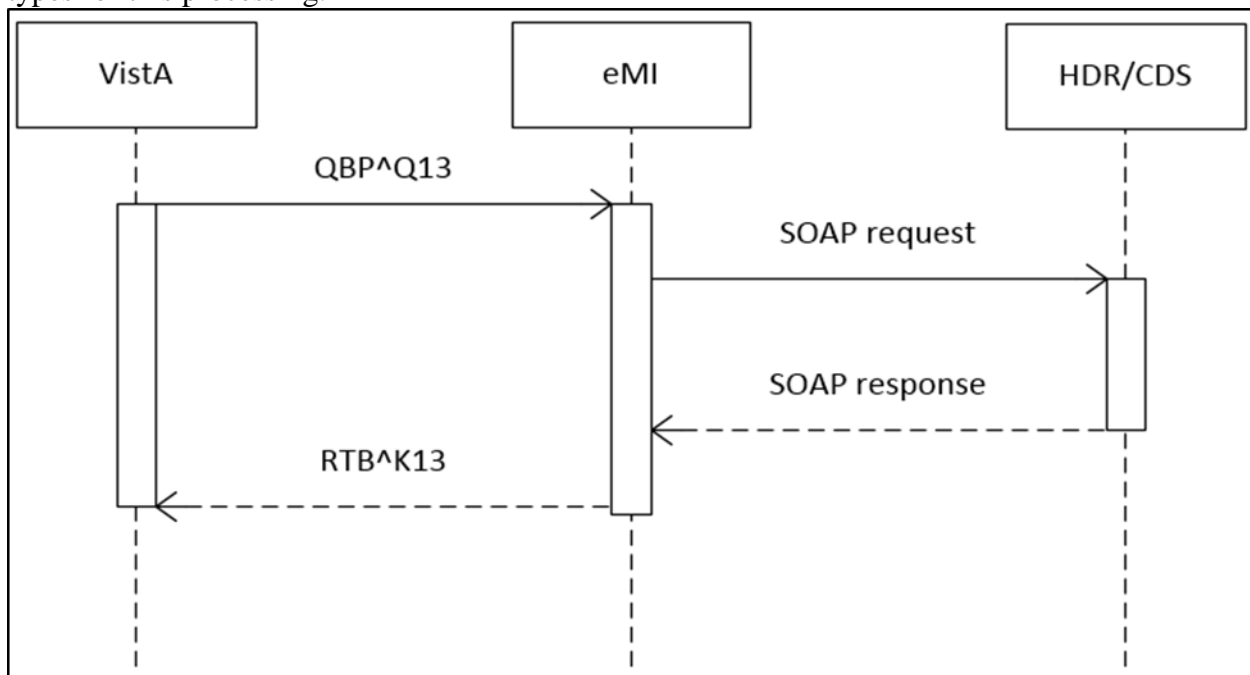 VistA
eMI
HDR/CDS
QBP^Q13
SOAP request
SOAP response
RTB^K13